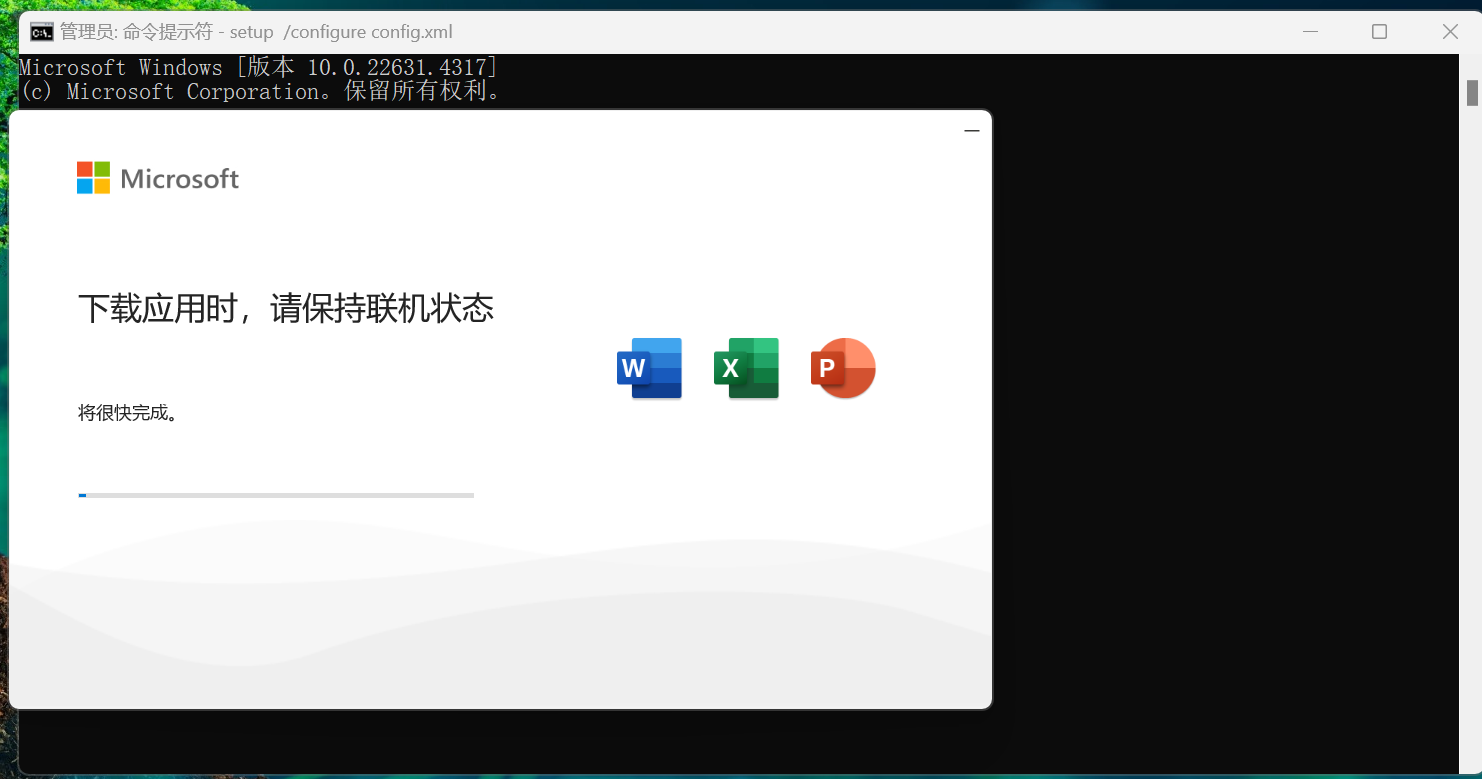 管理员: 命令提示符 - setup  /configure config.xml
Microsoft Windows [版本 10.0.22631.4317]
(c) Microsoft Corporation。保留所有权利。
Microsoft
下载应用时，请保持联机状态
W X P
将很快完成。